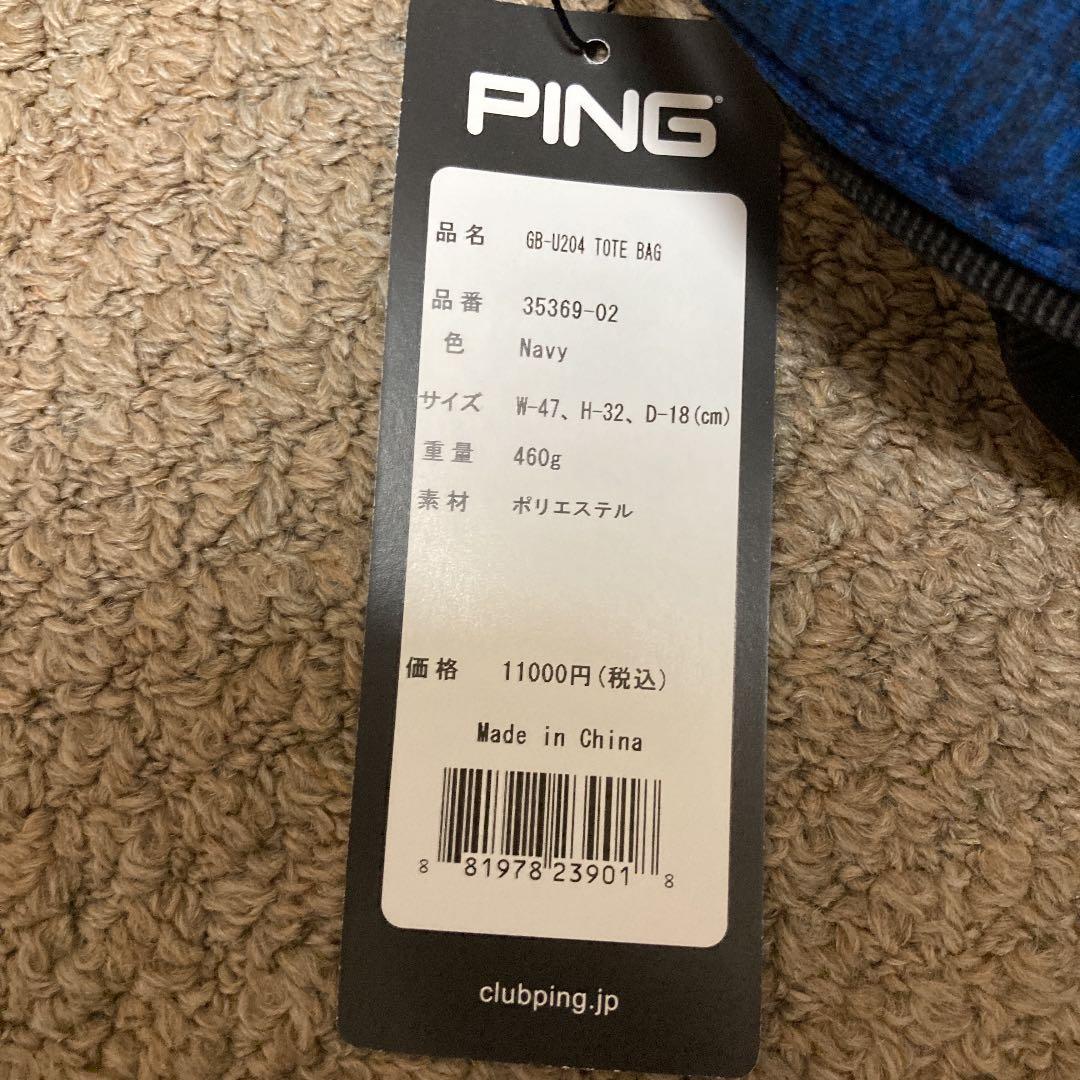 PING®
品名 GB-U204 TOTE BAG
品番 35369-02
色 Navy
サイズ W-47、H-32、D-18(cm)
重量 460g
素材 ポリエステル
価格 11000円(税込)
Made in China
8 81978 23901 8
clubping.jp